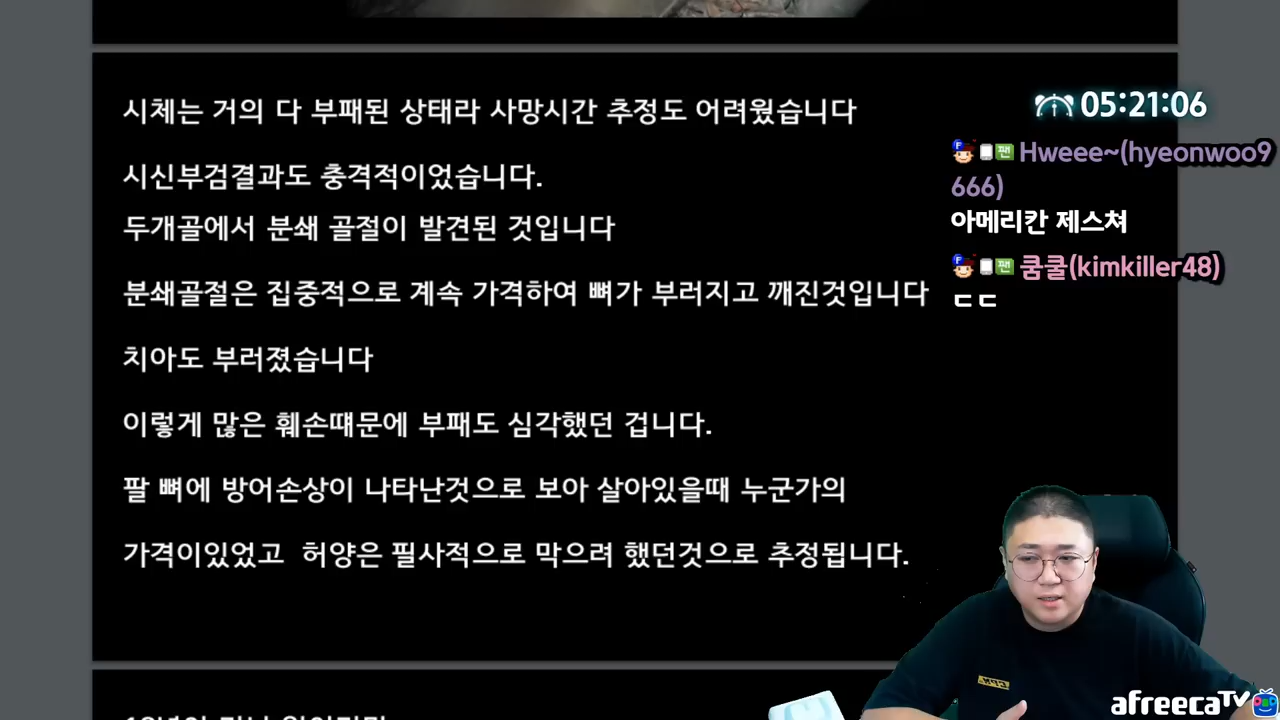 시체는 거의 다 부패된 상태라 사망시간 추정도 어려웠습니다
시신부검결과도 충격적이었습니다.
두개골에서 분쇄 골절이 발견된 것입니다
분쇄골절은 집중적으로 계속 가격하여 뼈가 부러지고 깨진것입니다
치아도 부러졌습니다
이렇게 많은 훼손떄문에 부패도 심각했던 겁니다.
팔 뼈에 방어손상이 나타난것으로 보아 살아있을때 누군가의
가격이있었고  허양은 필사적으로 막으려 했던것으로 추정됩니다.
05:21:06
Hweee~(hyeonwoo9
666)
아메리칸 제스쳐
쿰쿨(kimkiller48)
ㄷㄷ
afreecaTV